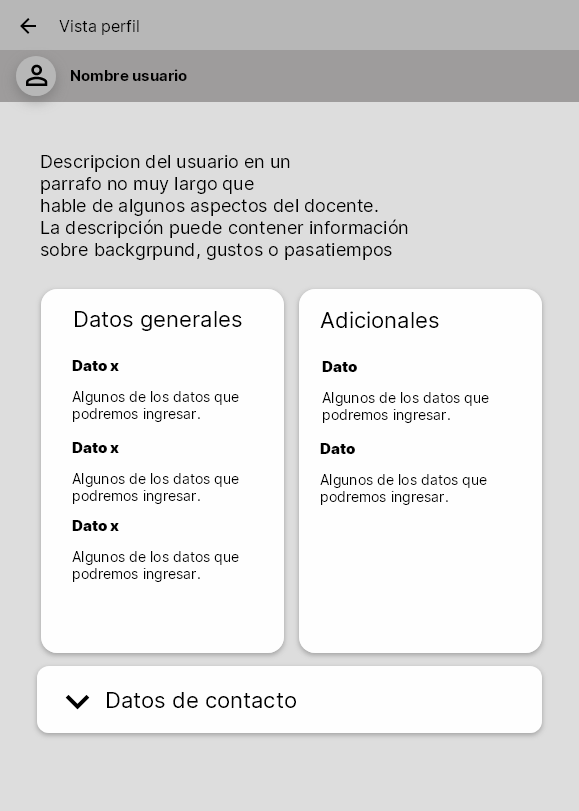 Vista perfil
Nombre usuario
Descripcion del usuario en un
parrafo no muy largo que
hable de algunos aspectos del docente.
La descripción puede contener información
sobre backgrpund, gustos o pasatiempos
Datos generales
Dato x
Algunos de los datos que
podremos ingresar.
Dato x
Algunos de los datos que
podremos ingresar.
Dato x
Algunos de los datos que
podremos ingresar.
Adicionales
Dato
Algunos de los datos que
podremos ingresar.
Dato
Algunos de los datos que
podremos ingresar.
Datos de contacto